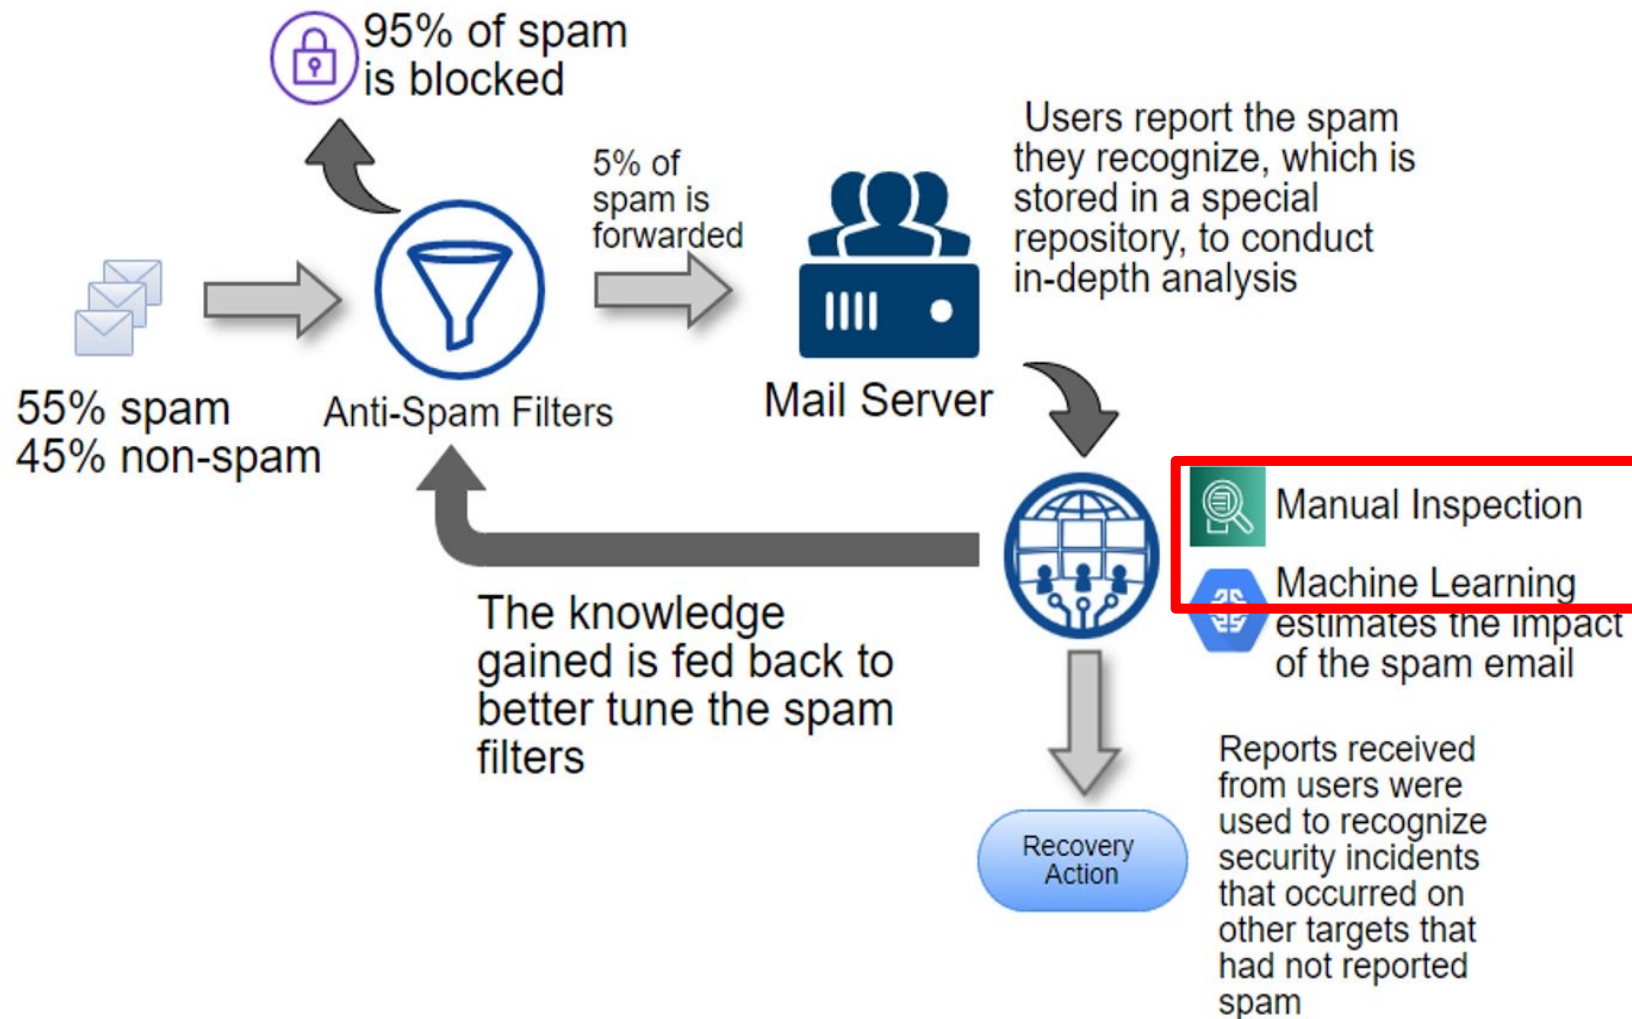 95% of spam
is blocked
5% of
spam is
forwarded
Users report the spam
they recognize, which is
stored in a special
repository, to conduct
in-depth analysis
55% spam
45% non-spam
Anti-Spam Filters
Mail Server
Manual Inspection
Machine Learning
estimates the impact
of the spam email
The knowledge
gained is fed back to
better tune the spam
filters
Recovery
Action
Reports received
from users were
used to recognize
security incidents
that occurred on
other targets that
had not reported
spam